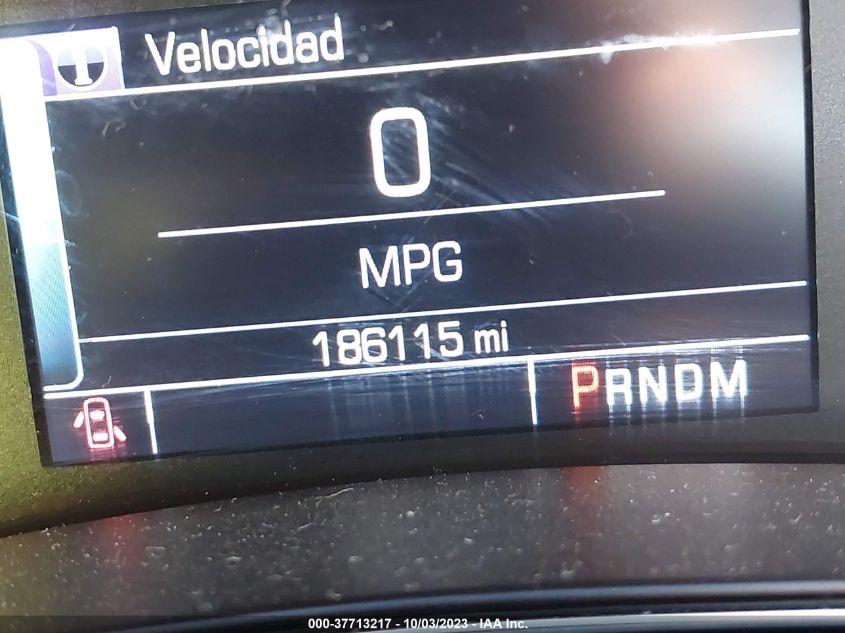 Velocidad
0
MPG
186115 mi
PRNDM
000-37713217 - 10/03/2023 - IAA Inc.